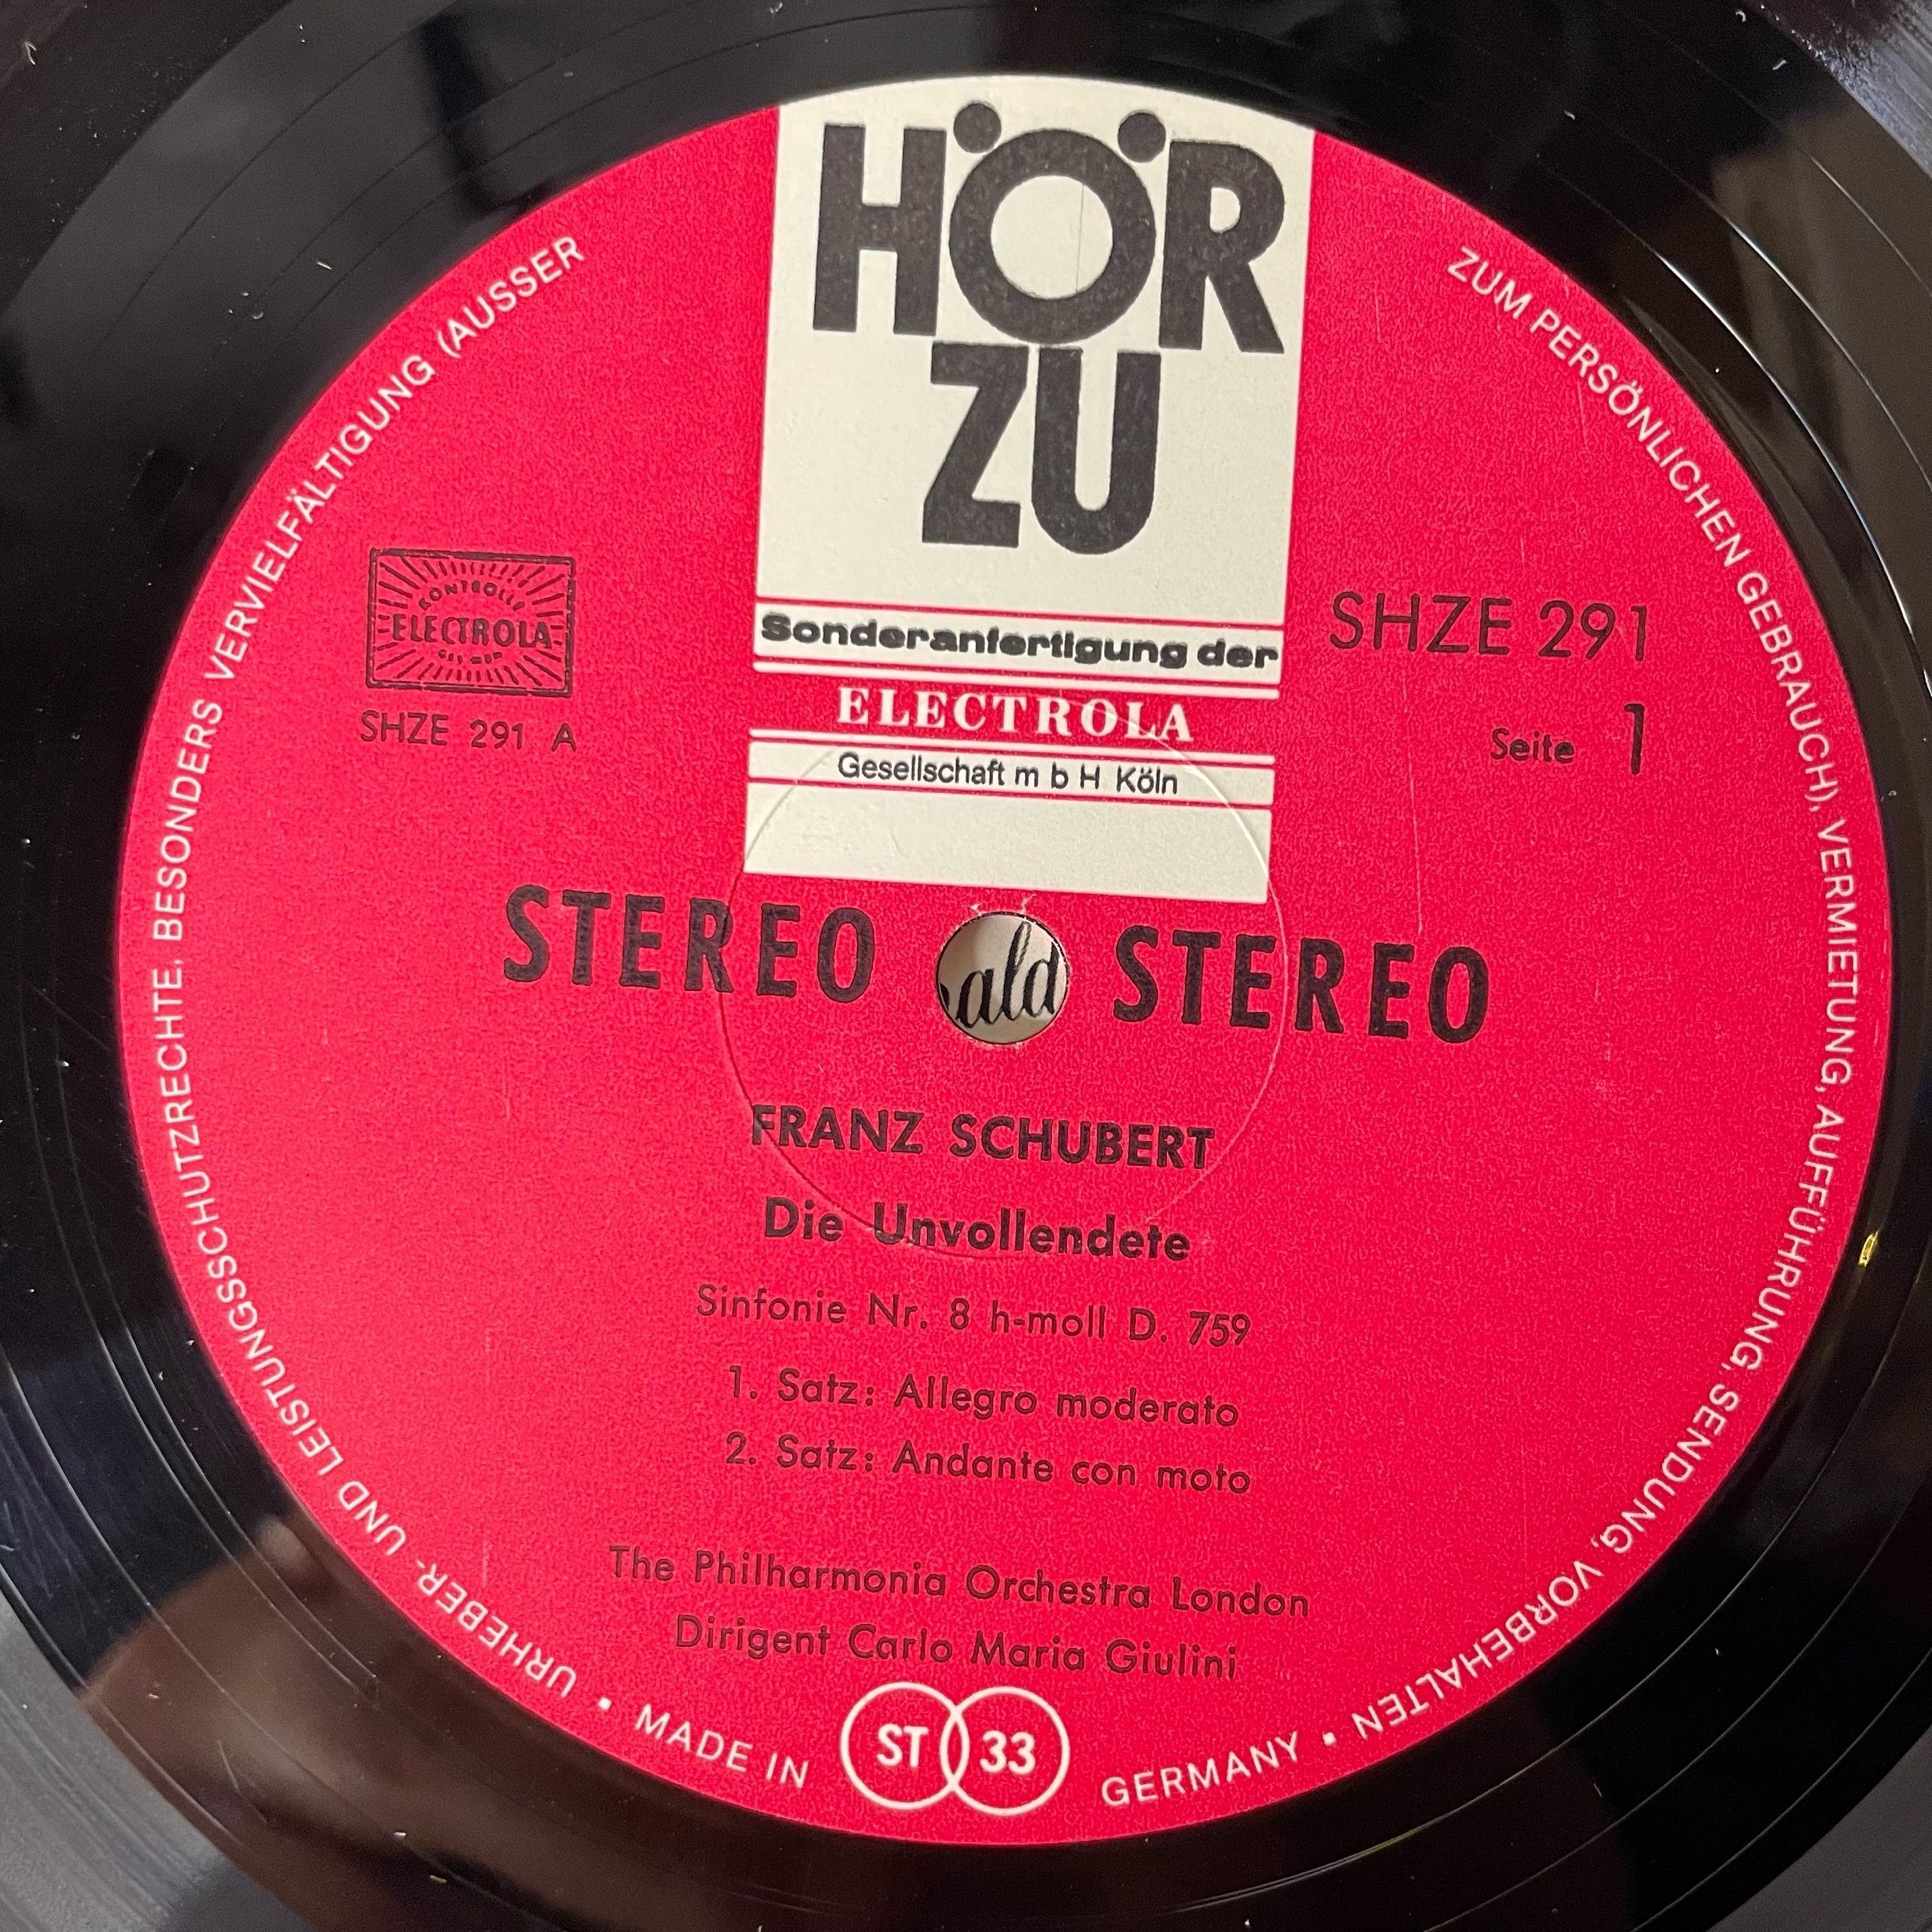 HÖR
ZU
Sonderanfertigung der
ELECTROLA
Gesellschaft m b H Köln
KONTROLLE
ELECTROLA
SHZE 291 A
SHZE 291
Seite 1
STEREO STEREO
ald
FRANZ SCHUBERT
Die Unvollendete
Sinfonie Nr. 8 h-moll D. 759
1. Satz: Allegro moderato
2. Satz: Andante con moto
The Philharmonia Orchestra London
Dirigent Carlo Maria Giulini
ST 33
MADE IN GERMANY
URHEBER- UND LEISTUNGSSCHUTZRECHTE, BESONDERS VERVIELFÄLTIGUNG (AUSSER
ZUM PERSÖNLICHEN GEBRAUCH), VERMIETUNG, AUFFÜHRUNG, SENDUNG, VORBEHALTEN